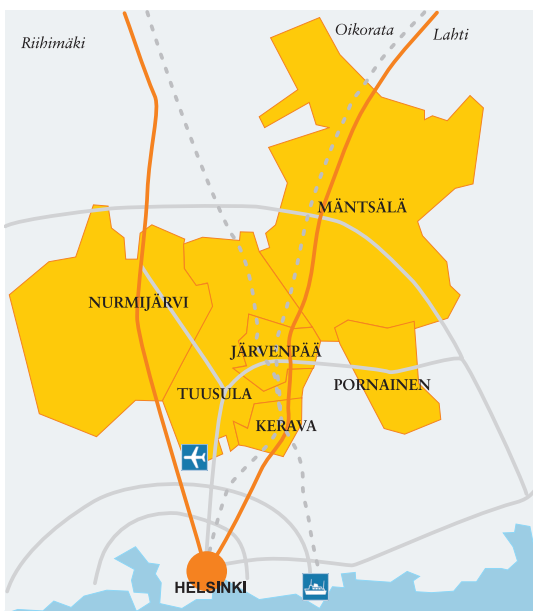 Oikorata
Lahti
Riihimäki
MÄNTSÄLÄ
NURMIJÄRVI
JÄRVENPÄÄ
PORNAINEN
TUUSULA
KERAVA
HELSINKI